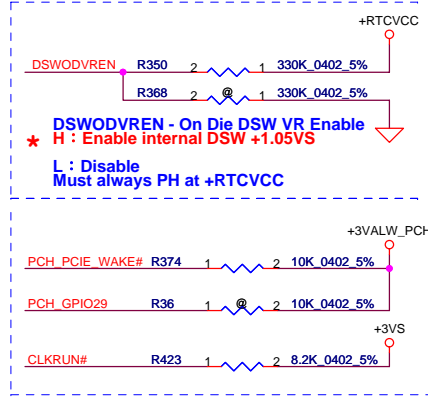 +RTCVCC
DSWODVREN R350 2 1 330K_0402_5%
R368 2 @ 1 330K_0402_5%
DSWODVREN - On Die DSW VR Enable
* H：Enable internal DSW +1.05VS
L：Disable
Must always PH at +RTCVCC
+3VALW_PCH
PCH_PCIE_WAKE# R374 1 2 10K_0402_5%
PCH_GPIO29 R36 1 @ 2 10K_0402_5%
+3VS
CLKRUN# R423 1 2 8.2K_0402_5%